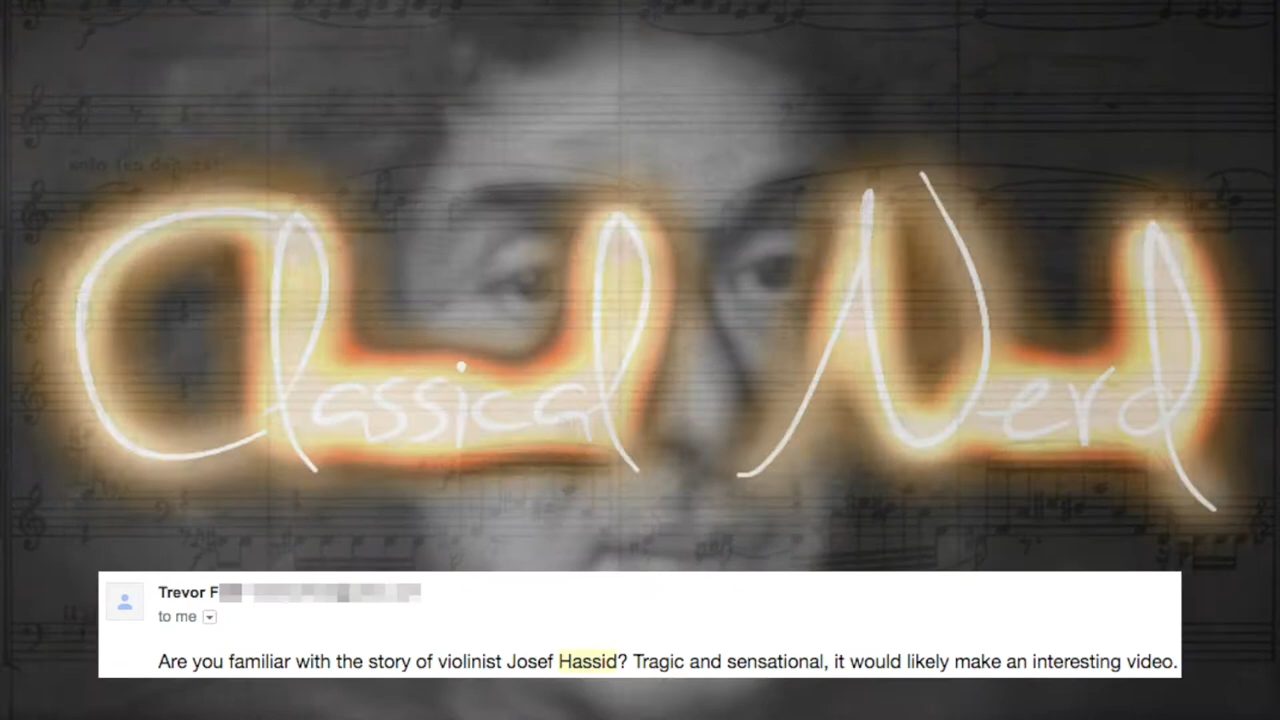 Classical Nerd
Trevor F
to me
Are you familiar with the story of violinist Josef Hassid? Tragic and sensational, it would likely make an interesting video.